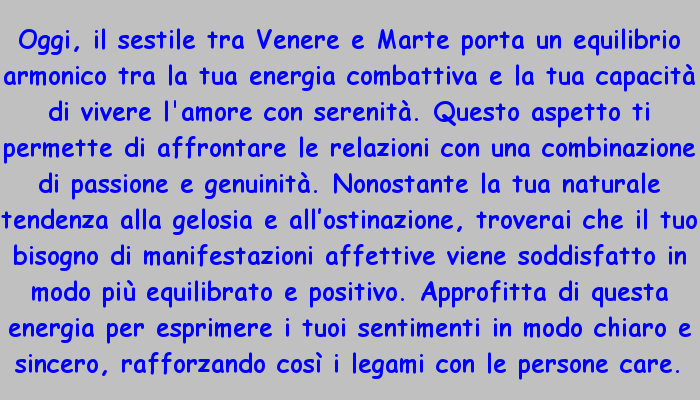 Oggi, il sestile tra Venere e Marte porta un equilibrio
armonico tra la tua energia combattiva e la tua capacità
di vivere l'amore con serenità. Questo aspetto ti
permette di affrontare le relazioni con una combinazione
di passione e genuinità. Nonostante la tua naturale
tendenza alla gelosia e all’ostinazione, troverai che il tuo
bisogno di manifestazioni affettive viene soddisfatto in
modo più equilibrato e positivo. Approfitta di questa
energia per esprimere i tuoi sentimenti in modo chiaro e
sincero, rafforzando così i legami con le persone care.